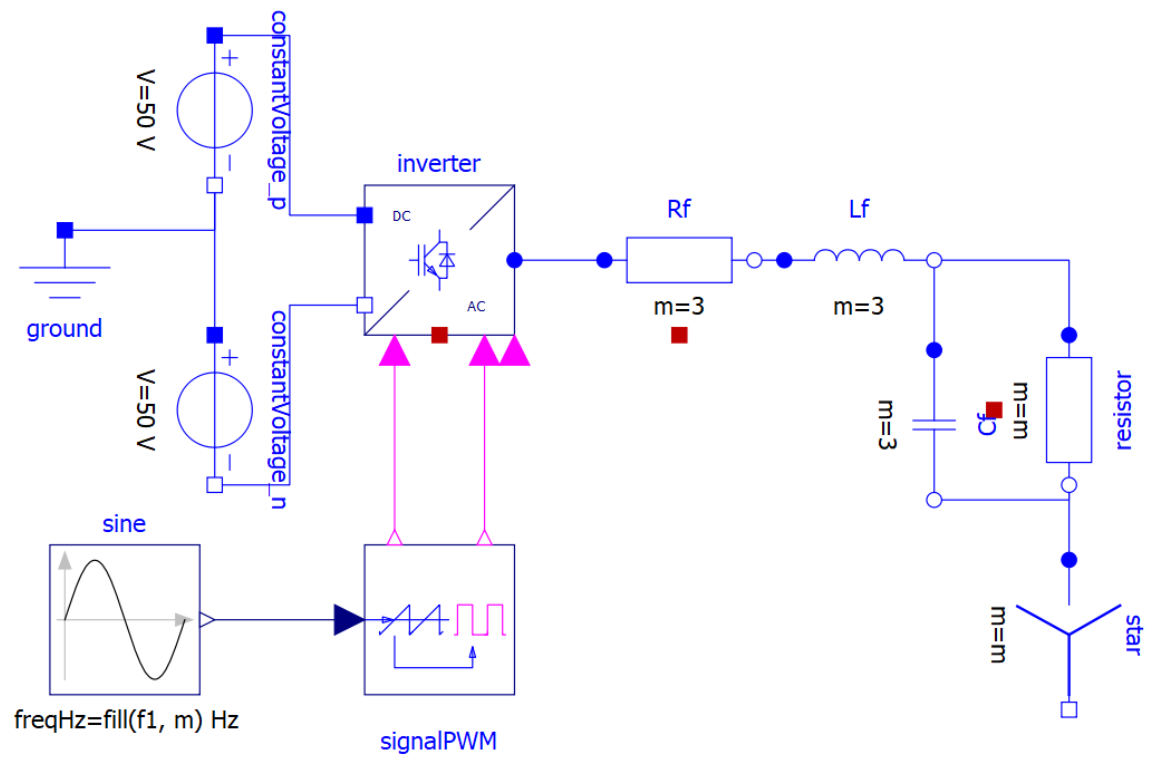 constantVoltage_p
V=50 V
+
−
inverter
DC
AC
Rf
m=3
Lf
m=3
ground
constantVoltage_n
V=50 V
+
−
Cf
m=3
m=m
resistor
sine
freqHz=fill(f1, m) Hz
signalPWM
m=m
star